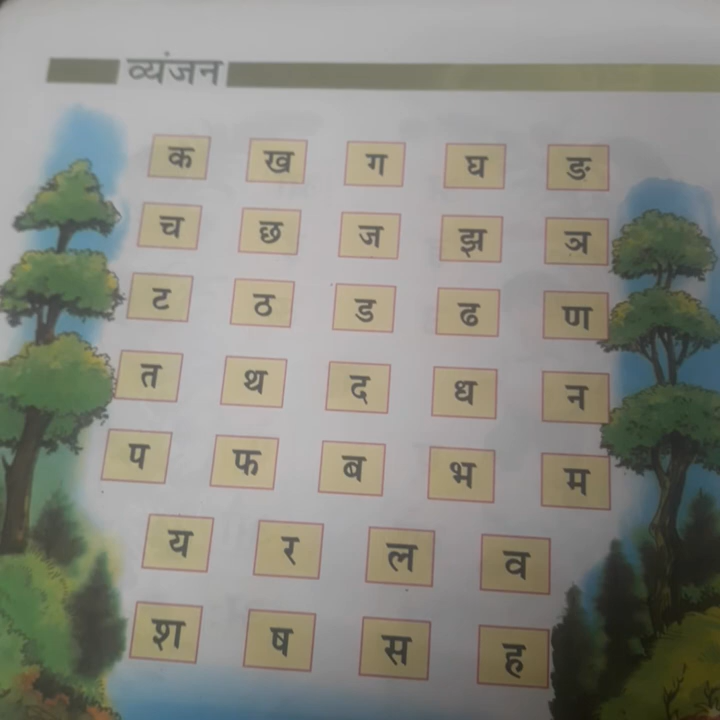 व्यंजन
क ख ग घ ङ
च छ ज झ ञ
ट ठ ड ढ ण
त थ द ध न
प फ ब भ म
य र ल व
श ष स ह